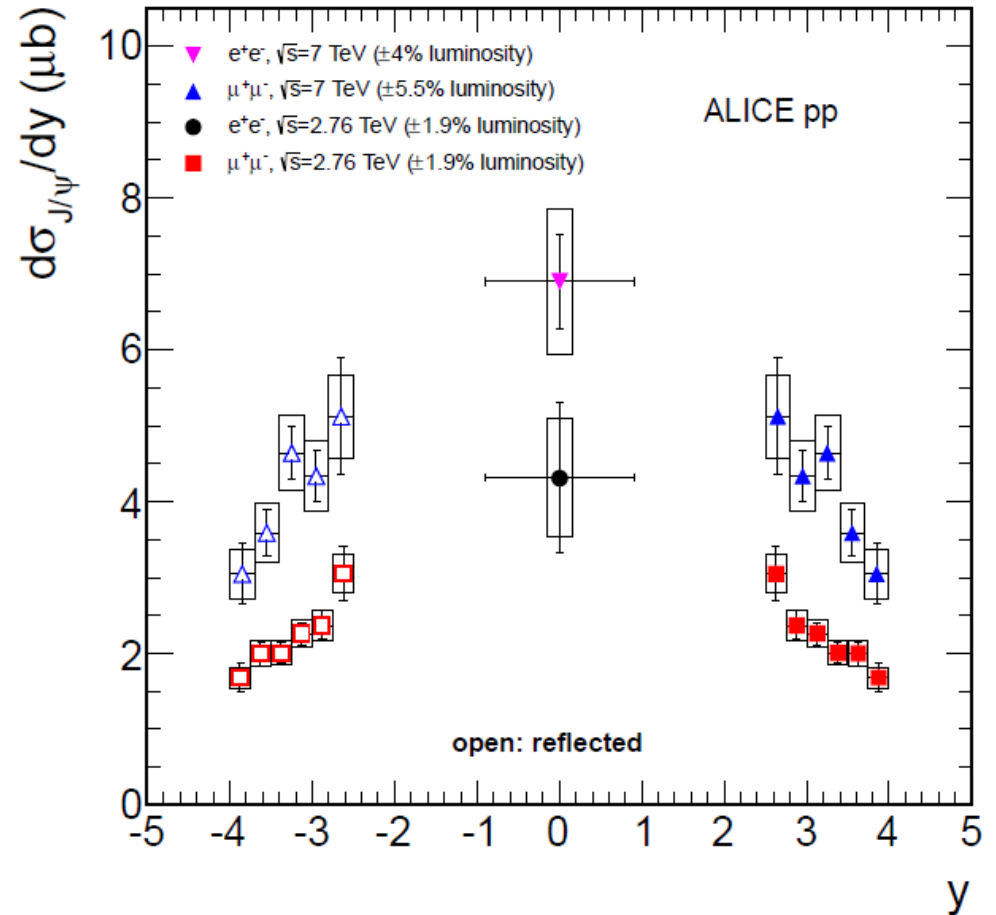 dσJ/ψ/dy (μb)
10
8
6
4
2
0
e+e-, √s=7 TeV (±4% luminosity)
μ+μ-, √s=7 TeV (±5.5% luminosity)
e+e-, √s=2.76 TeV (±1.9% luminosity)
μ+μ-, √s=2.76 TeV (±1.9% luminosity)
ALICE pp
open: reflected
-5 -4 -3 -2 -1 0 1 2 3 4 5
y